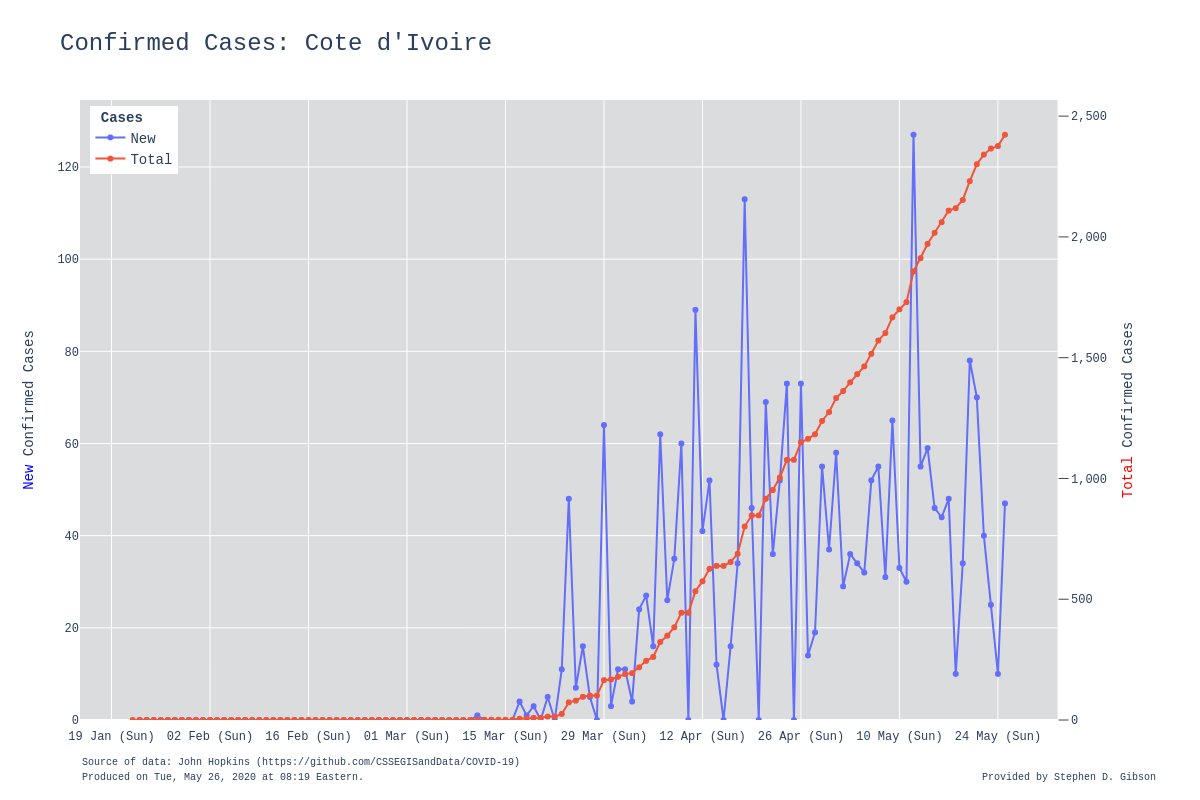 Confirmed Cases: Cote d'Ivoire
Cases
New
Total
120
100
80
60
40
20
0
2,500
2,000
1,500
1,000
500
0
New Confirmed Cases
Total Confirmed Cases
19 Jan (Sun)
02 Feb (Sun)
16 Feb (Sun)
01 Mar (Sun)
15 Mar (Sun)
29 Mar (Sun)
12 Apr (Sun)
26 Apr (Sun)
10 May (Sun)
24 May (Sun)
Source of data: John Hopkins (https://github.com/CSSEGISandData/COVID-19)
Produced on Tue, May 26, 2020 at 08:19 Eastern.
Provided by Stephen D. Gibson